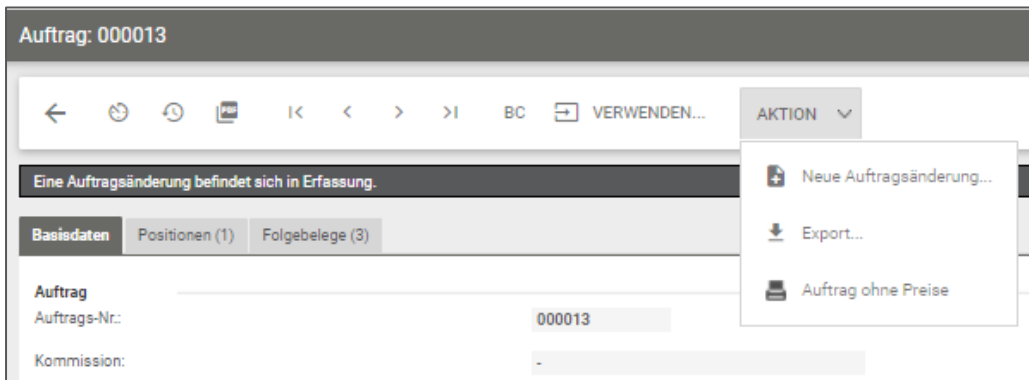 Auftrag: 000013
PDF
BC VERWENDEN... AKTION
Neue Auftragsänderung...
Export...
Auftrag ohne Preise
Eine Auftragsänderung befindet sich in Erfassung.
Basisdaten Positionen (1) Folgebelege (3)
Auftrag
Auftrags-Nr.: 000013
Kommission: -